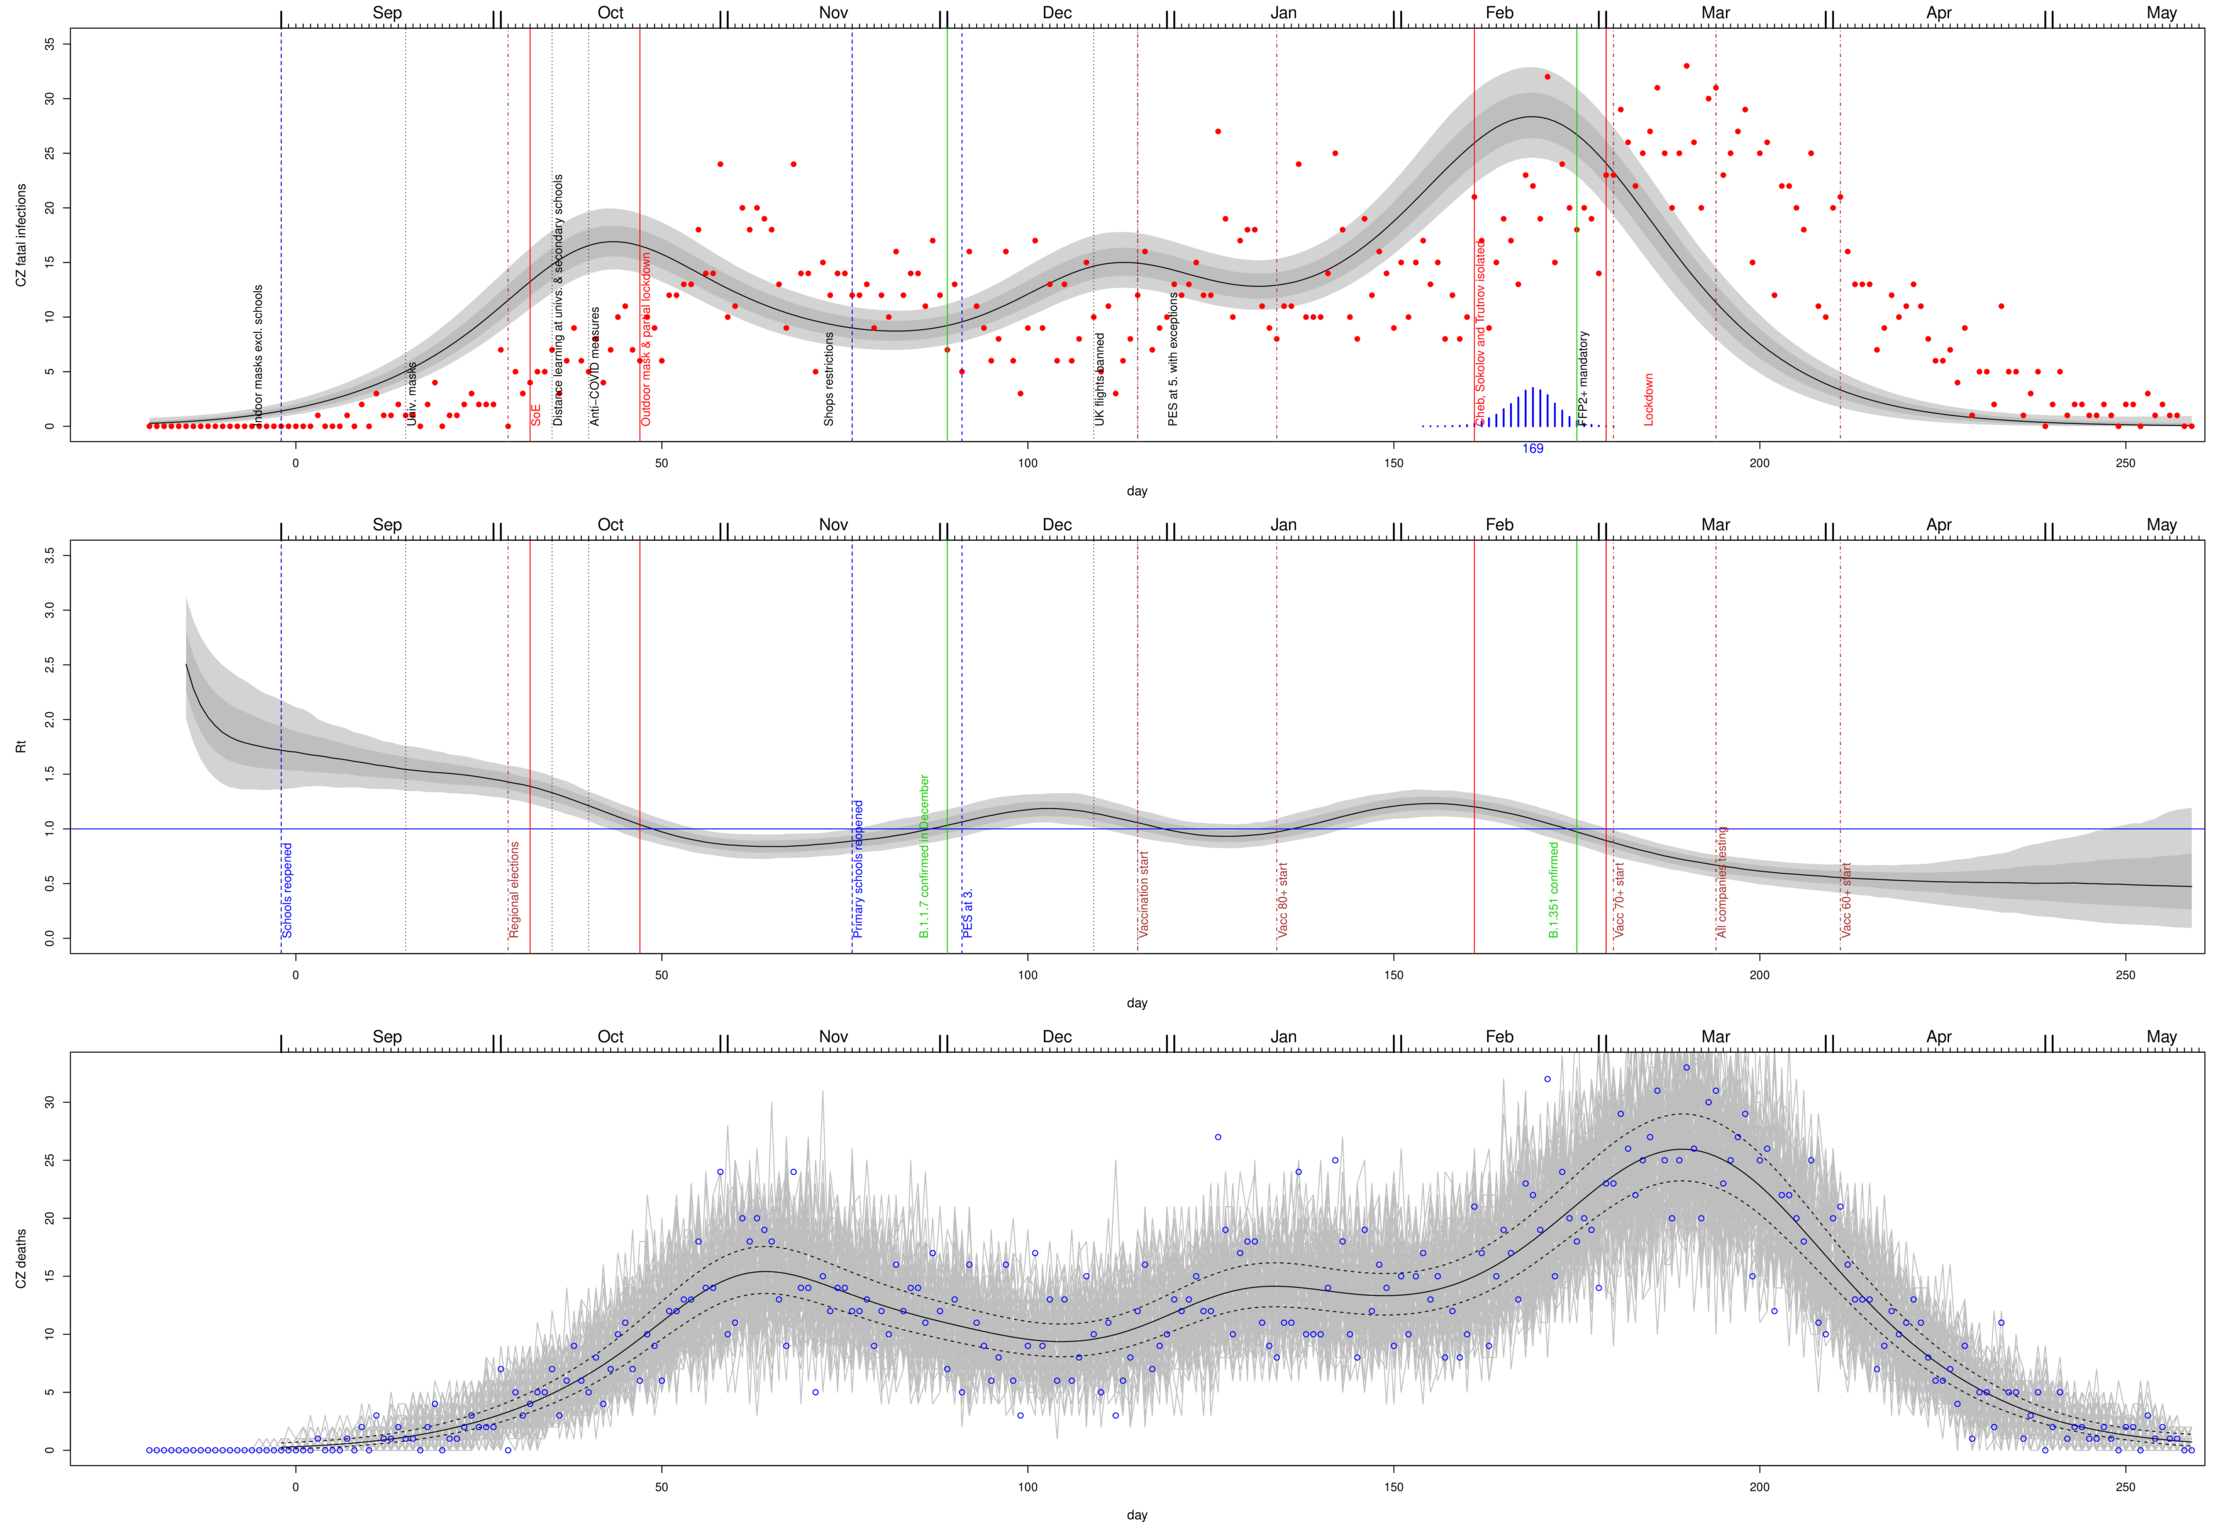 Sep Oct Nov Dec Jan Feb Mar Apr May
CZ fatal infections
35
30
25
20
15
10
5
0
Indoor masks excl. schools
Univ. masks
SoE
Distance learning at univs. & secondary schools
Anti-COVID measures
Outdoor mask & partial lockdown
Shops restrictions
UK flights banned
PES at 5. with exceptions
Cheb, Sokolov and Trutnov isolated
FFP2+ mandatory
Lockdown
169
0 50 100 150 200 250
day
Sep Oct Nov Dec Jan Feb Mar Apr May
Rt
3.5
3.0
2.5
2.0
1.5
1.0
0.5
0.0
Schools reopened
Regional elections
Primary schools reopened
B.1.1.7 confirmed in December
PES at 3.
Vaccination start
Vacc 80+ start
B.1.351 confirmed
Vacc 70+ start
All companies testing
Vacc 60+ start
0 50 100 150 200 250
day
Sep Oct Nov Dec Jan Feb Mar Apr May
CZ deaths
30
25
20
15
10
5
0
0 50 100 150 200 250
day